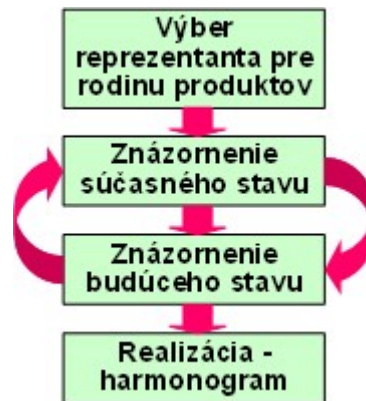 Výber
reprezentanta pre
rodinu produktov
Znázornenie
súčasného stavu
Znázornenie
budúceho stavu
Realizácia -
harmonogram